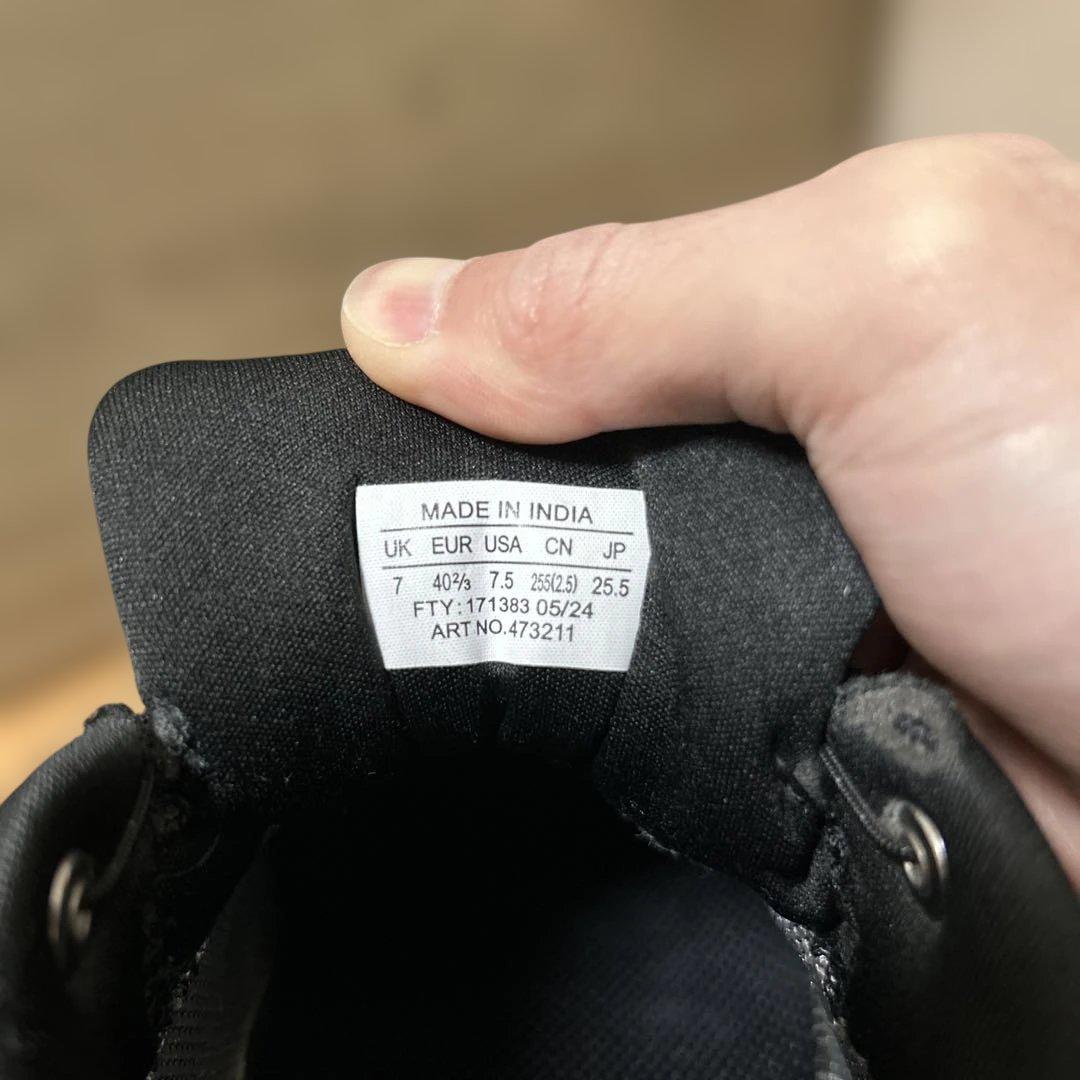 MADE IN INDIA
UK EUR USA CN JP
7 40⅔ 7.5 255(2.5) 25.5
FTY: 171383 05/24
ART NO. 473211